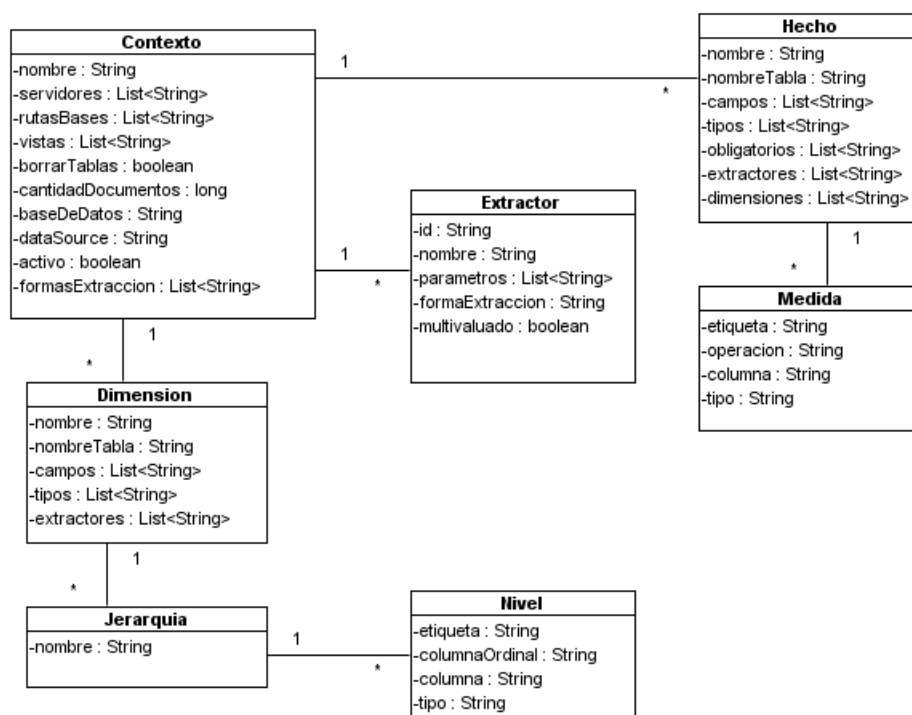 Contexto
-nombre : String
-servidores : List<String>
-rutasBases : List<String>
-vistas : List<String>
-borrarTablas : boolean
-cantidadDocumentos : long
-baseDeDatos : String
-dataSource : String
-activo : boolean
-formasExtraccion : List<String>
1
*
Hecho
-nombre : String
-nombreTabla : String
-campos : List<String>
-tipos : List<String>
-obligatorios : List<String>
-extractores : List<String>
-dimensiones : List<String>
1
*
Extractor
-id : String
-nombre : String
-parametros : List<String>
-formaExtraccion : String
-multivaluado : boolean
1
*
Medida
-etiqueta : String
-operacion : String
-columna : String
-tipo : String
1
*
Dimension
-nombre : String
-nombreTabla : String
-campos : List<String>
-tipos : List<String>
-extractores : List<String>
1
*
Jerarquia
-nombre : String
1
*
Nivel
-etiqueta : String
-columnaOrdinal : String
-columna : String
-tipo : String